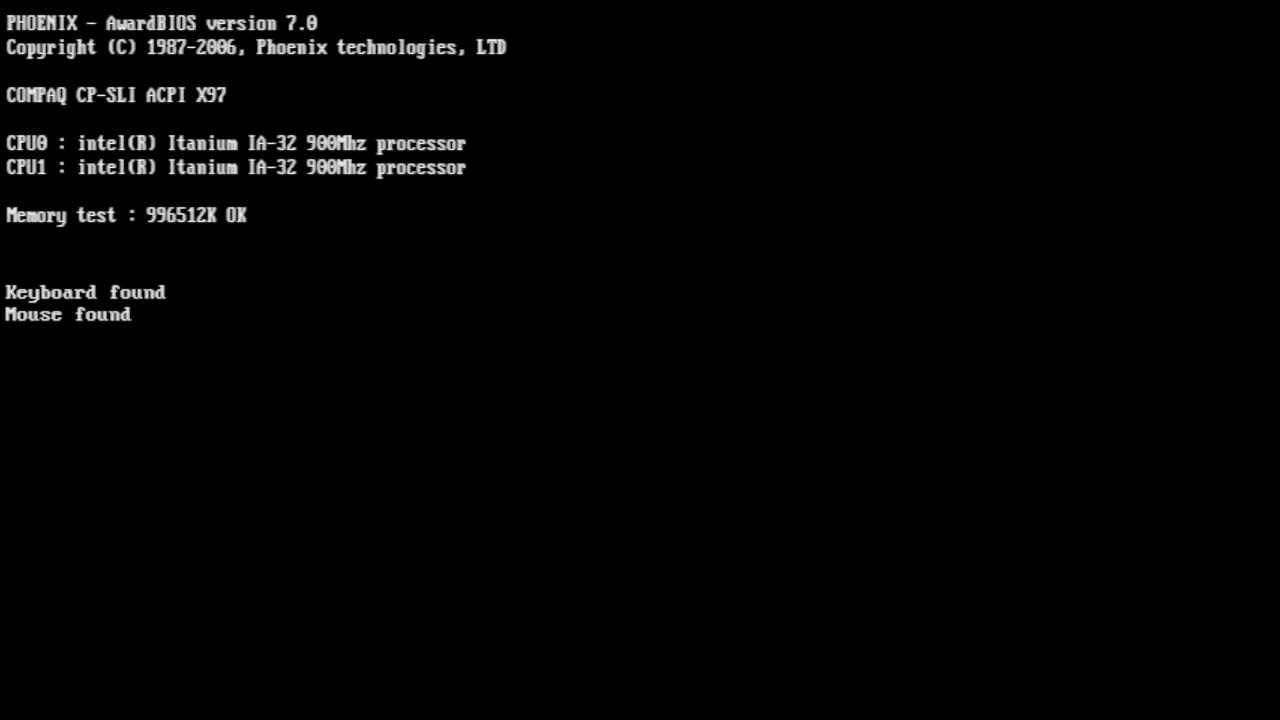 PHOENIX - AwardBIOS version 7.0
Copyright (C) 1987-2006, Phoenix technologies, LTD
COMPAQ CP-SLI ACPI X97
CPU0 : intel(R) Itanium IA-32 900Mhz processor
CPU1 : intel(R) Itanium IA-32 900Mhz processor
Memory test : 996512K OK
Keyboard found
Mouse found